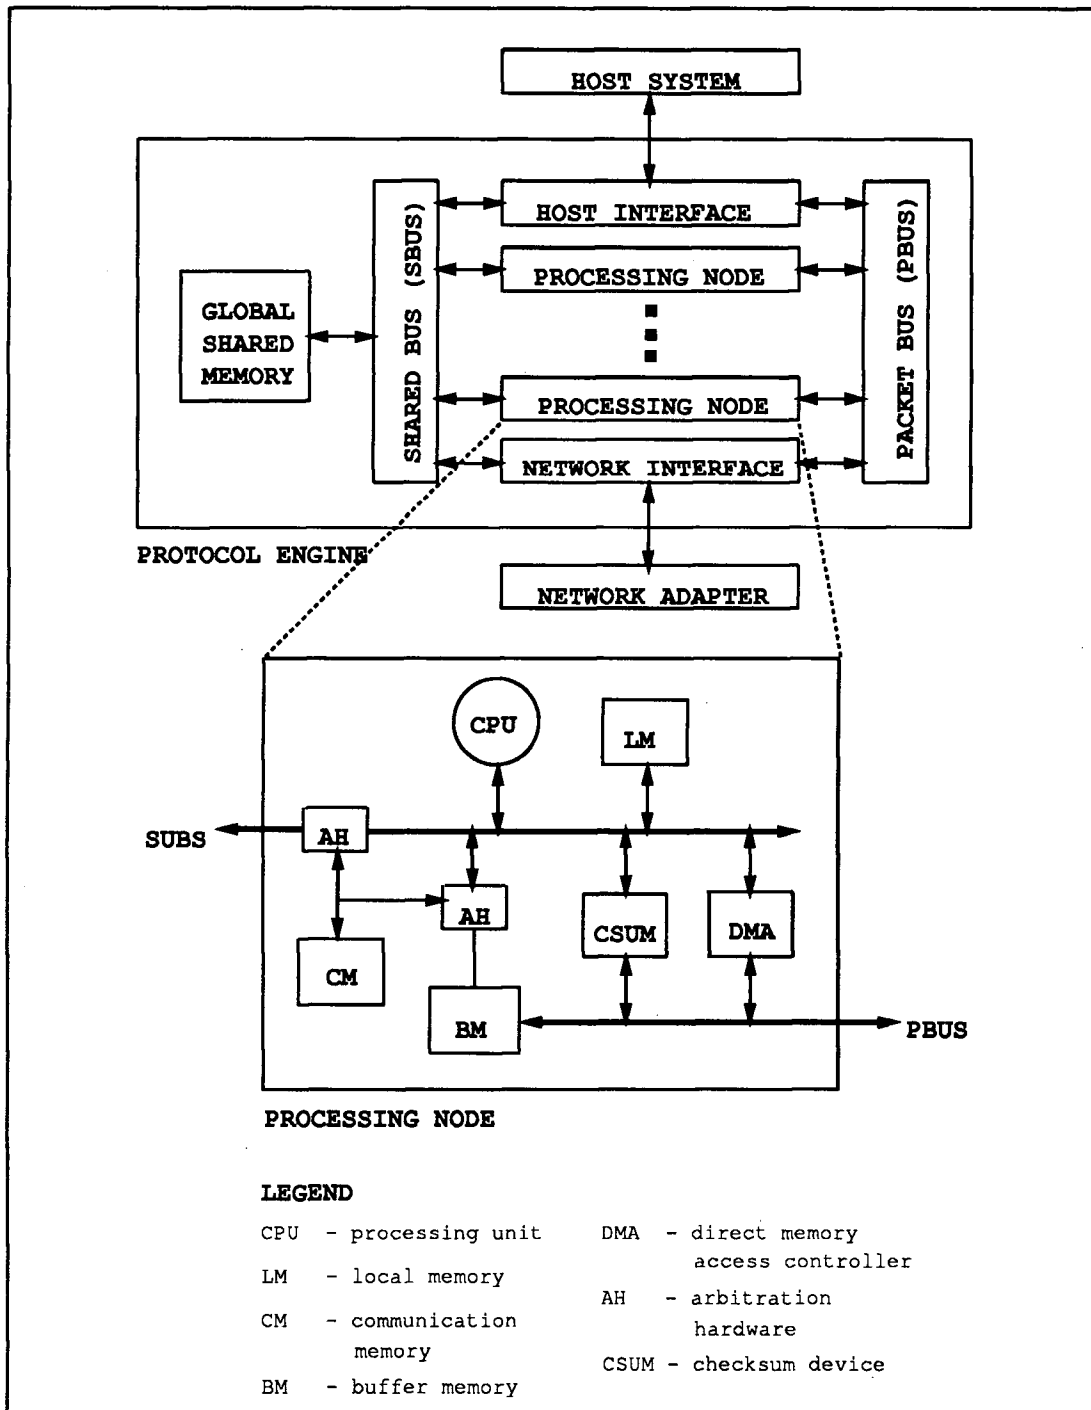 HOST SYSTEM
HOST INTERFACE
PROCESSING NODE
GLOBAL
SHARED
MEMORY
SHARED BUS (SBUS)
PACKET BUS (PBUS)
PROCESSING NODE
NETWORK INTERFACE
PROTOCOL ENGINE
NETWORK ADAPTER
CPU
LM
SUBS
AH
AH
CSUM
DMA
CM
BM
PBUS
PROCESSING NODE
LEGEND
CPU - processing unit
LM - local memory
CM - communication
memory
BM - buffer memory
DMA - direct memory
access controller
AH - arbitration
hardware
CSUM - checksum device